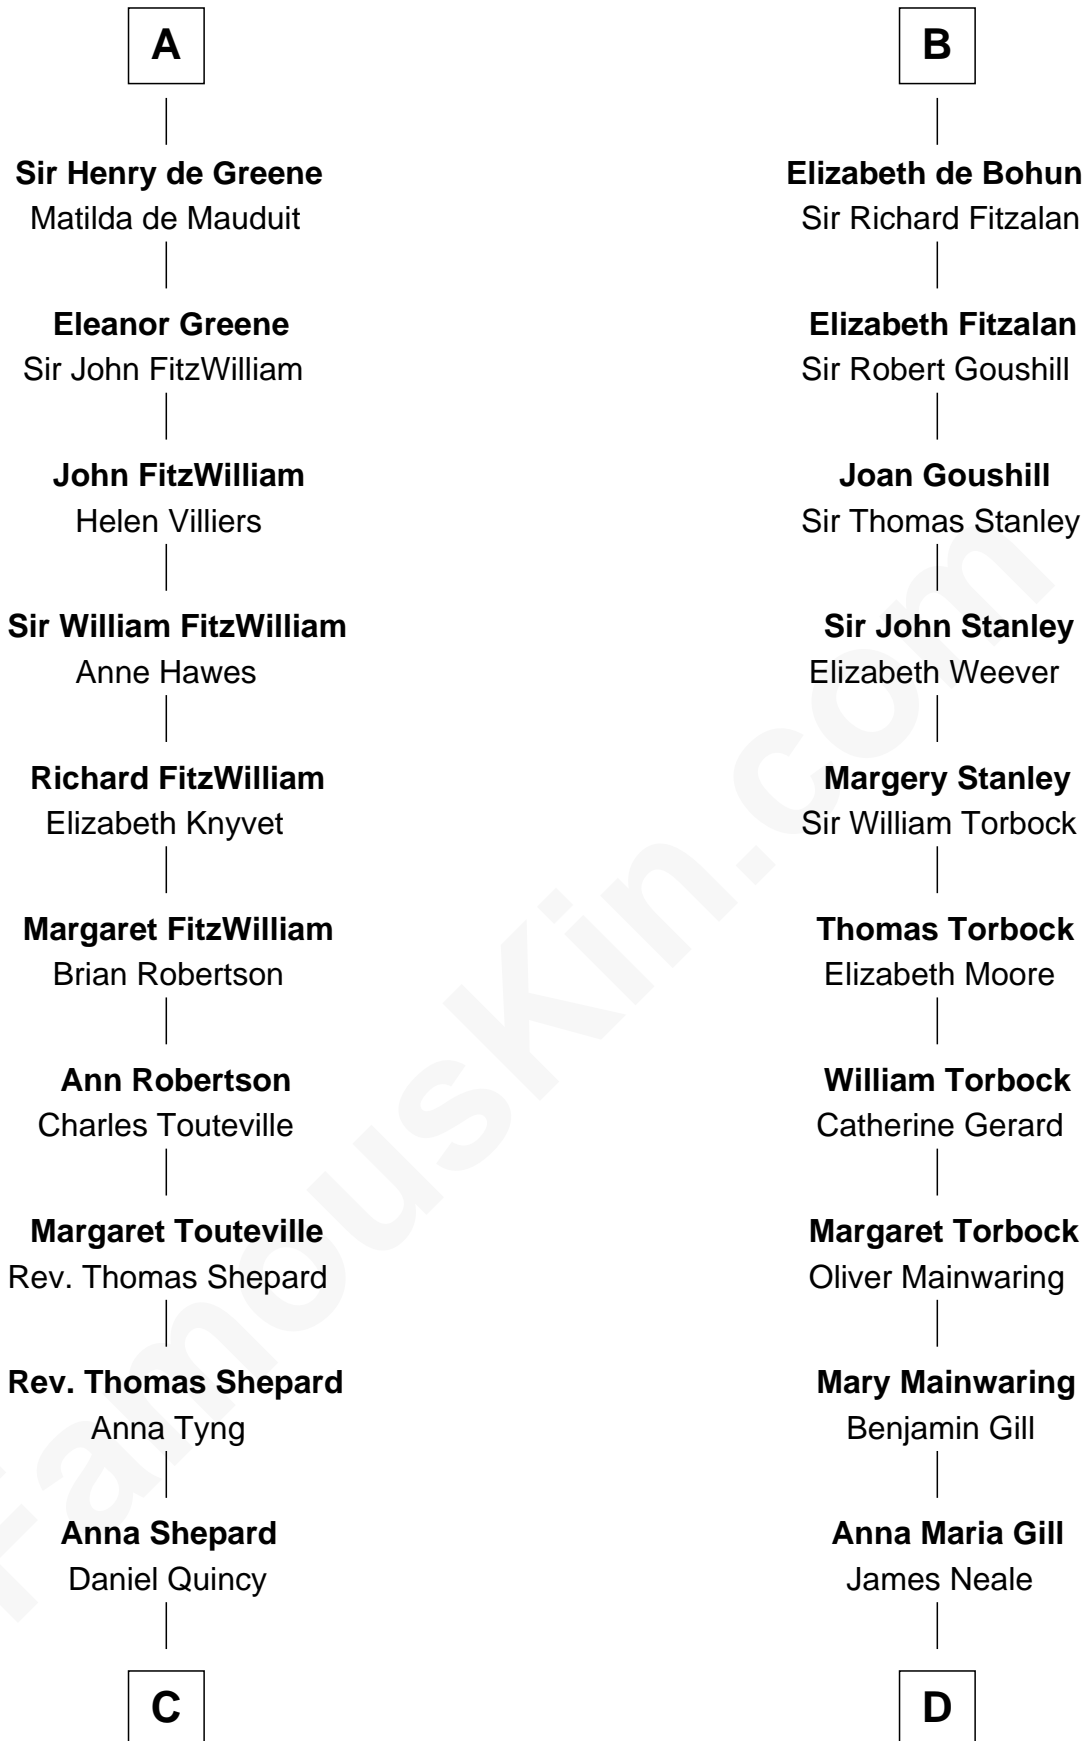 A
Sir Henry de Greene
Matilda de Mauduit
Eleanor Greene
Sir John FitzWilliam
John FitzWilliam
Helen Villiers
Sir William FitzWilliam
Anne Hawes
Richard FitzWilliam
Elizabeth Knyvet
Margaret FitzWilliam
Brian Robertson
Ann Robertson
Charles Touteville
Margaret Touteville
Rev. Thomas Shepard
Rev. Thomas Shepard
Anna Tyng
Anna Shepard
Daniel Quincy
C
B
Elizabeth de Bohun
Sir Richard Fitzalan
Elizabeth Fitzalan
Sir Robert Goushill
Joan Goushill
Sir Thomas Stanley
Sir John Stanley
Elizabeth Weever
Margery Stanley
Sir William Torbock
Thomas Torbock
Elizabeth Moore
William Torbock
Catherine Gerard
Margaret Torbock
Oliver Mainwaring
Mary Mainwaring
Benjamin Gill
Anna Maria Gill
James Neale
D
FamousKin.com